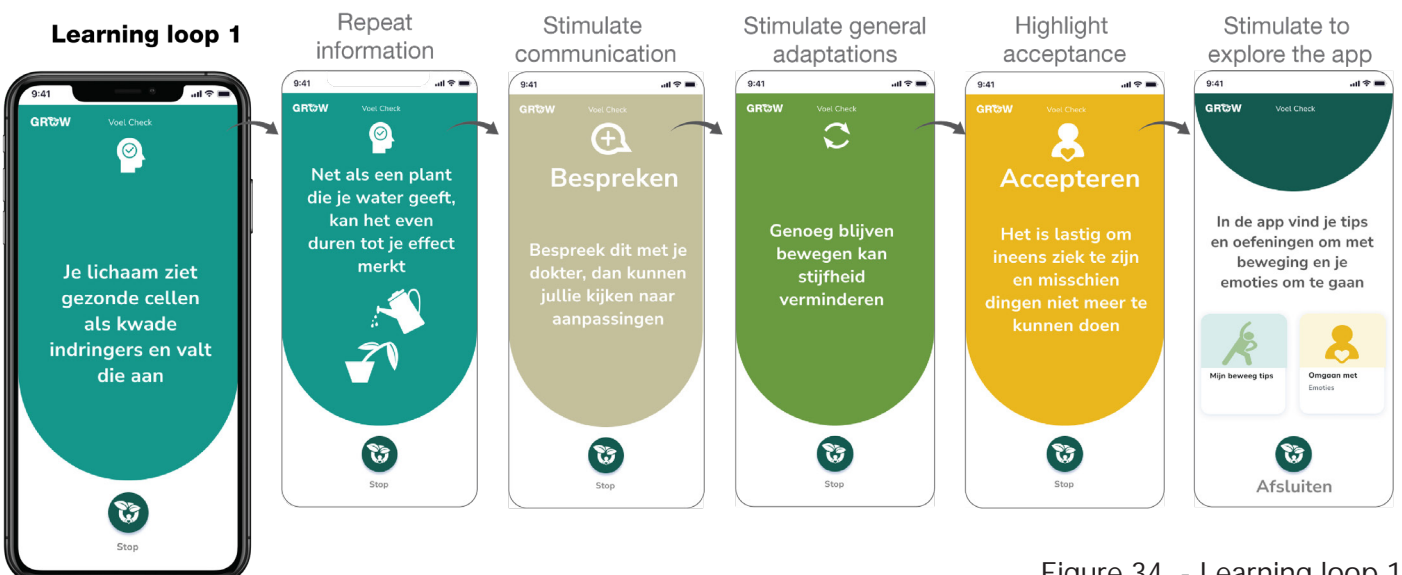 Learning loop 1
Repeat
information
Stimulate
communication
Stimulate general
adaptations
Highlight
acceptance
Stimulate to
explore the app
9:41
GROW
Voel Check
Je lichaam ziet
gezonde cellen
als kwade
indringers en valt
die aan
Stop
9:41
GROW
Voel Check
Net als een plant
die je water geeft,
kan het even
duren tot je effect
merkt
Stop
9:41
GROW
Voel Check
Bespreken
Bespreek dit met je
dokter, dan kunnen
jullie kijken naar
aanpassingen
Stop
9:41
GROW
Voel Check
Genoeg blijven
bewegen kan
stijfheid
verminderen
Stop
9:41
GROW
Voel Check
Accepteren
Het is lastig om
ineens ziek te zijn
en misschien
dingen niet meer te
kunnen doen
Stop
9:41
GROW
Voel Check
In de app vind je tips
en oefeningen om met
beweging en je
emoties om te gaan
Mijn beweeg tips
Omgaan met
Emoties
Afsluiten
Figure 34 - Learning loop 1